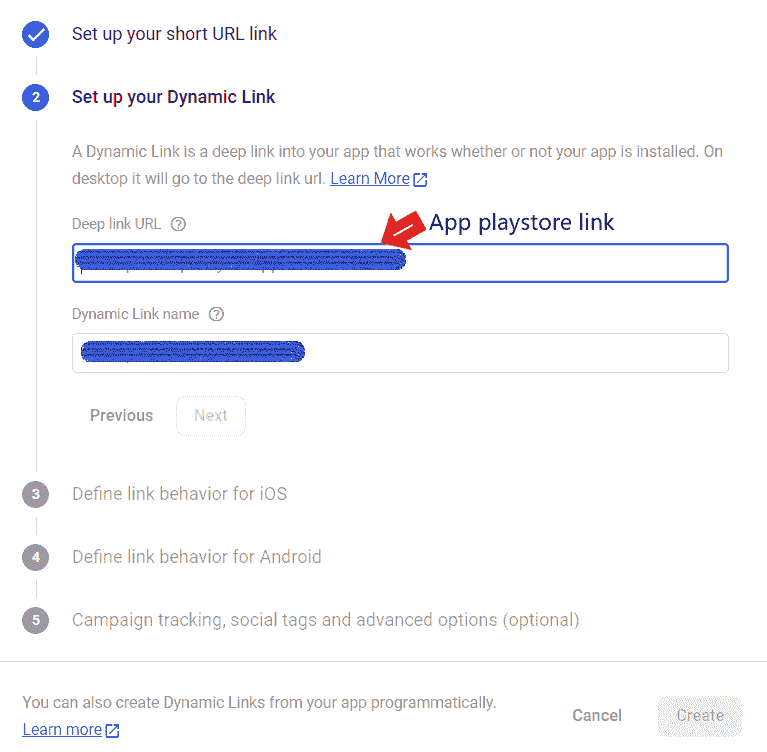 Set up your short URL link
2
Set up your Dynamic Link
A Dynamic Link is a deep link into your app that works whether or not your app is installed. On
desktop it will go to the deep link url. Learn More
Deep link URL ?
App playstore link
Dynamic Link name ?
Previous
Next
3
Define link behavior for iOS
4
Define link behavior for Android
5
Campaign tracking, social tags and advanced options (optional)
You can also create Dynamic Links from your app programmatically.
Learn more
Cancel
Create